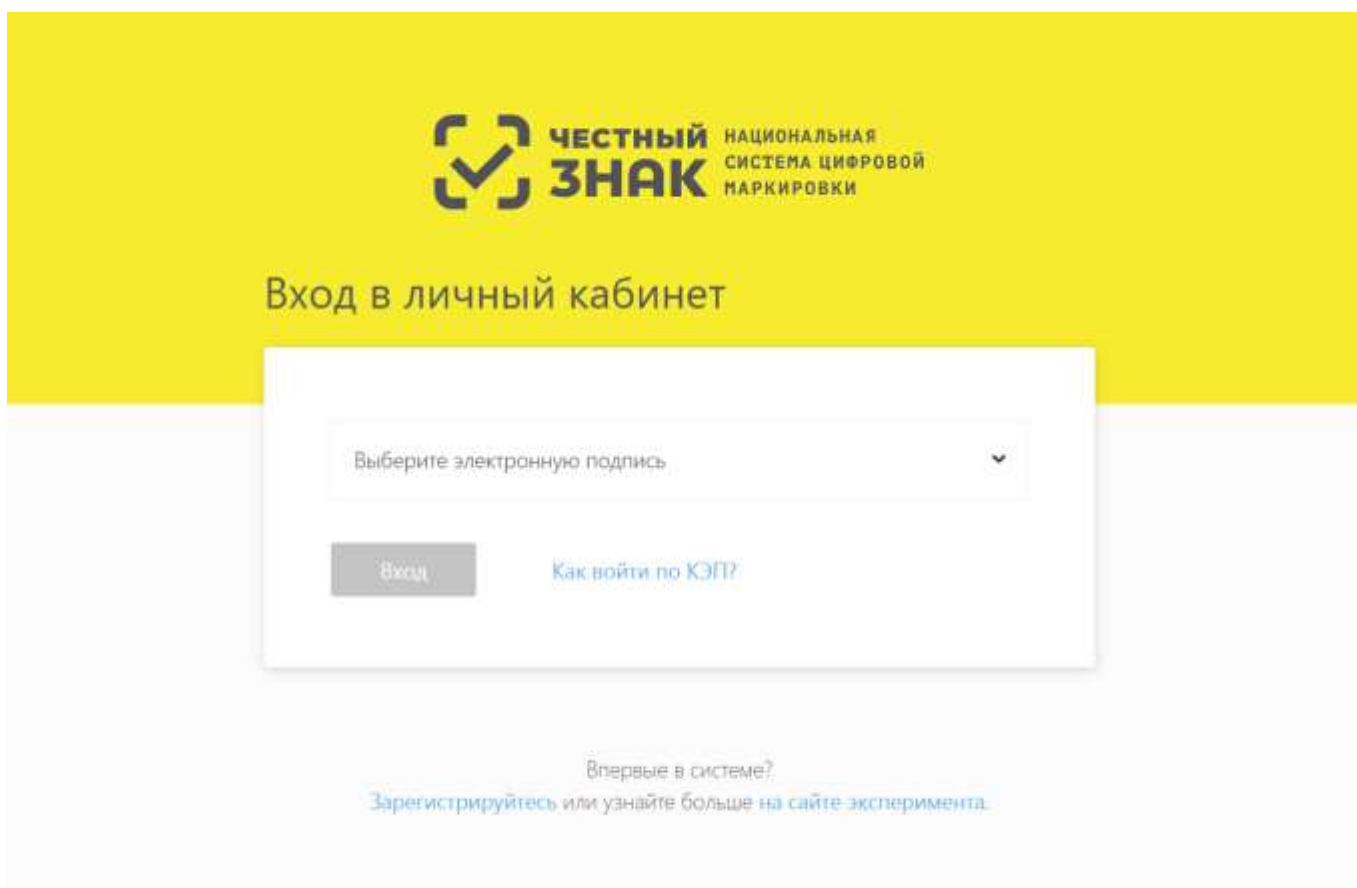 ЧЕСТНЫЙ
ЗНАК
НАЦИОНАЛЬНАЯ
СИСТЕМА ЦИФРОВОЙ
МАРКИРОВКИ
Вход в личный кабинет
Выберите электронную подпись
Вход
Как войти по КЭП?
Впервые в системе?
Зарегистрируйтесь или узнайте больше на сайте эксперимента.